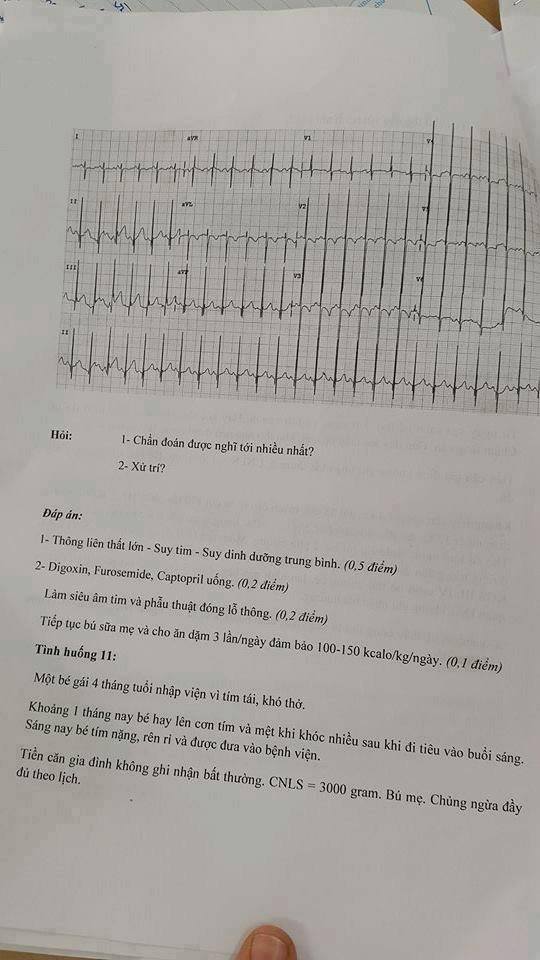 I aVR V1 V4
II aVL V2 V5
III aVF V3 V6
II
Hỏi: 1- Chẩn đoán được nghĩ tới nhiều nhất?
2- Xử trí?
Đáp án:
1- Thông liên thất lớn - Suy tim - Suy dinh dưỡng trung bình. (0,5 điểm)
2- Digoxin, Furosemide, Captopril uống. (0,2 điểm)
Làm siêu âm tim và phẫu thuật đóng lỗ thông. (0,2 điểm)
Tiếp tục bú sữa mẹ và cho ăn dặm 3 lần/ngày đảm bảo 100-150 kcalo/kg/ngày. (0,1 điểm)
Tình huống 11:
Một bé gái 4 tháng tuổi nhập viện vì tím tái, khó thở.
Khoảng 1 tháng nay bé hay lên cơn tím và mệt khi khóc nhiều sau khi đi tiêu vào buổi sáng.
Sáng nay bé tím nặng, rên rỉ và được đưa vào bệnh viện.
Tiền căn gia đình không ghi nhận bất thường. CNLS = 3000 gram. Bú mẹ. Chủng ngừa đầy
đủ theo lịch.